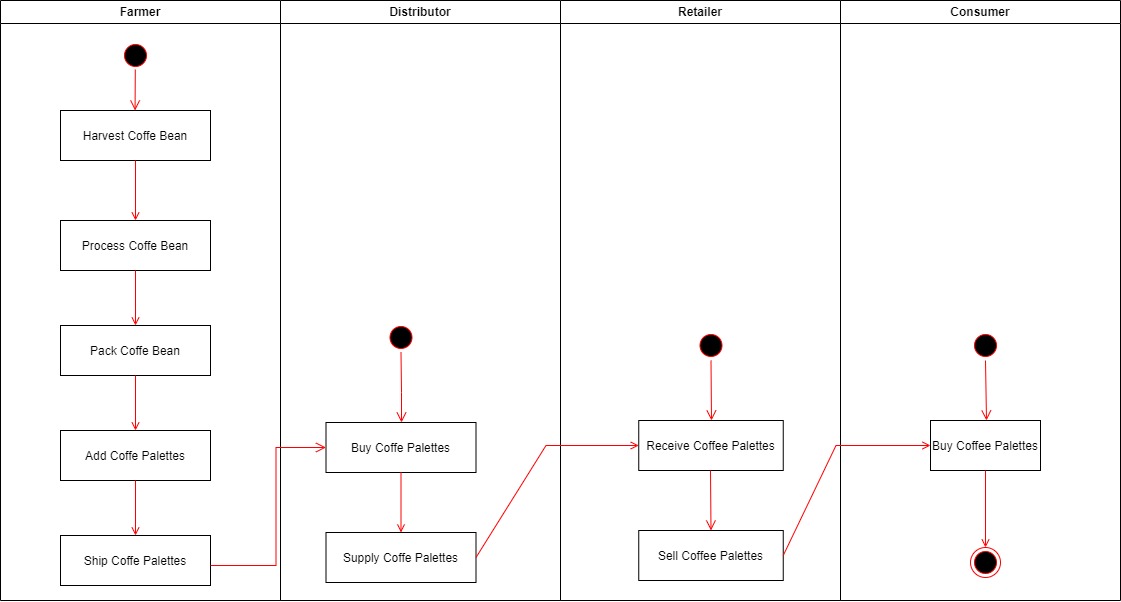 Farmer
Distributor
Retailer
Consumer
Harvest Coffe Bean
Process Coffe Bean
Pack Coffe Bean
Add Coffe Palettes
Ship Coffe Palettes
Buy Coffe Palettes
Supply Coffe Palettes
Receive Coffee Palettes
Sell Coffee Palettes
Buy Coffee Palettes